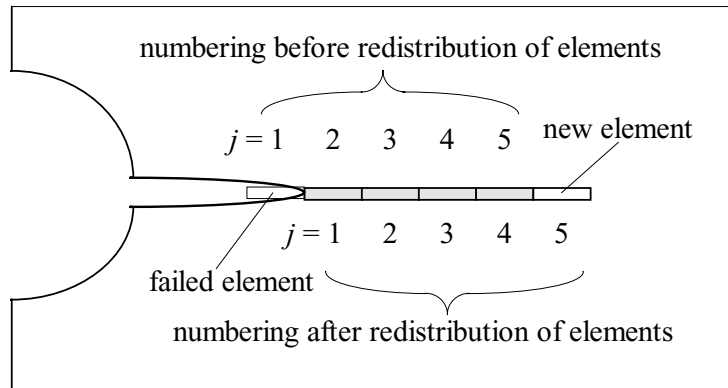 numbering before redistribution of elements
j = 1 2 3 4 5
new element
j = 1 2 3 4 5
failed element
numbering after redistribution of elements